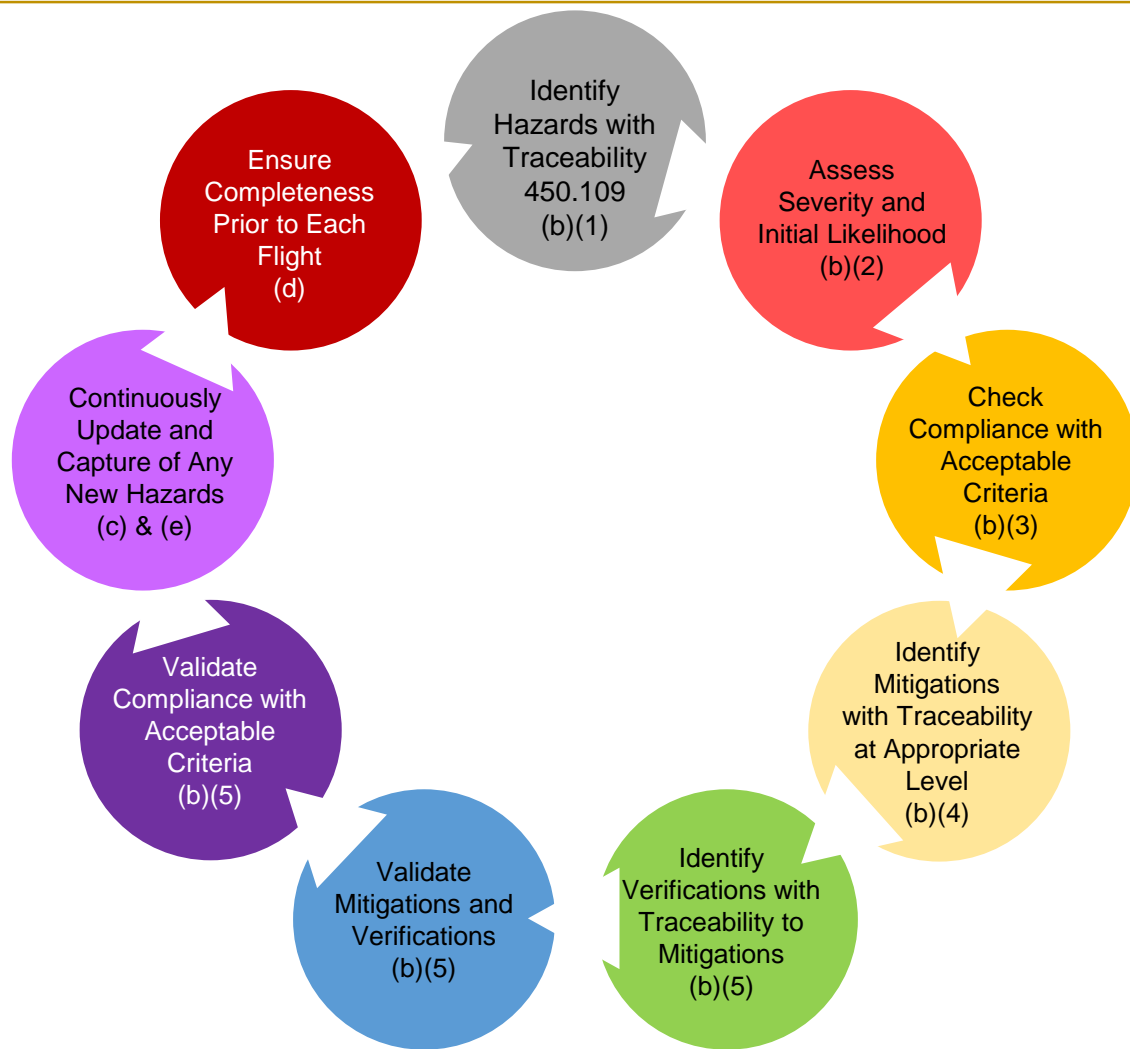 Identify
Hazards with
Traceability
450.109
(b)(1)
Assess
Severity and
Initial Likelihood
(b)(2)
Check
Compliance with
Acceptable
Criteria
(b)(3)
Identify
Mitigations
with Traceability
at Appropriate
Level
(b)(4)
Identify
Verifications with
Traceability to
Mitigations
(b)(5)
Validate
Mitigations and
Verifications
(b)(5)
Validate
Compliance with
Acceptable
Criteria
(b)(5)
Continuously
Update and
Capture of Any
New Hazards
(c) & (e)
Ensure
Completeness
Prior to Each
Flight
(d)